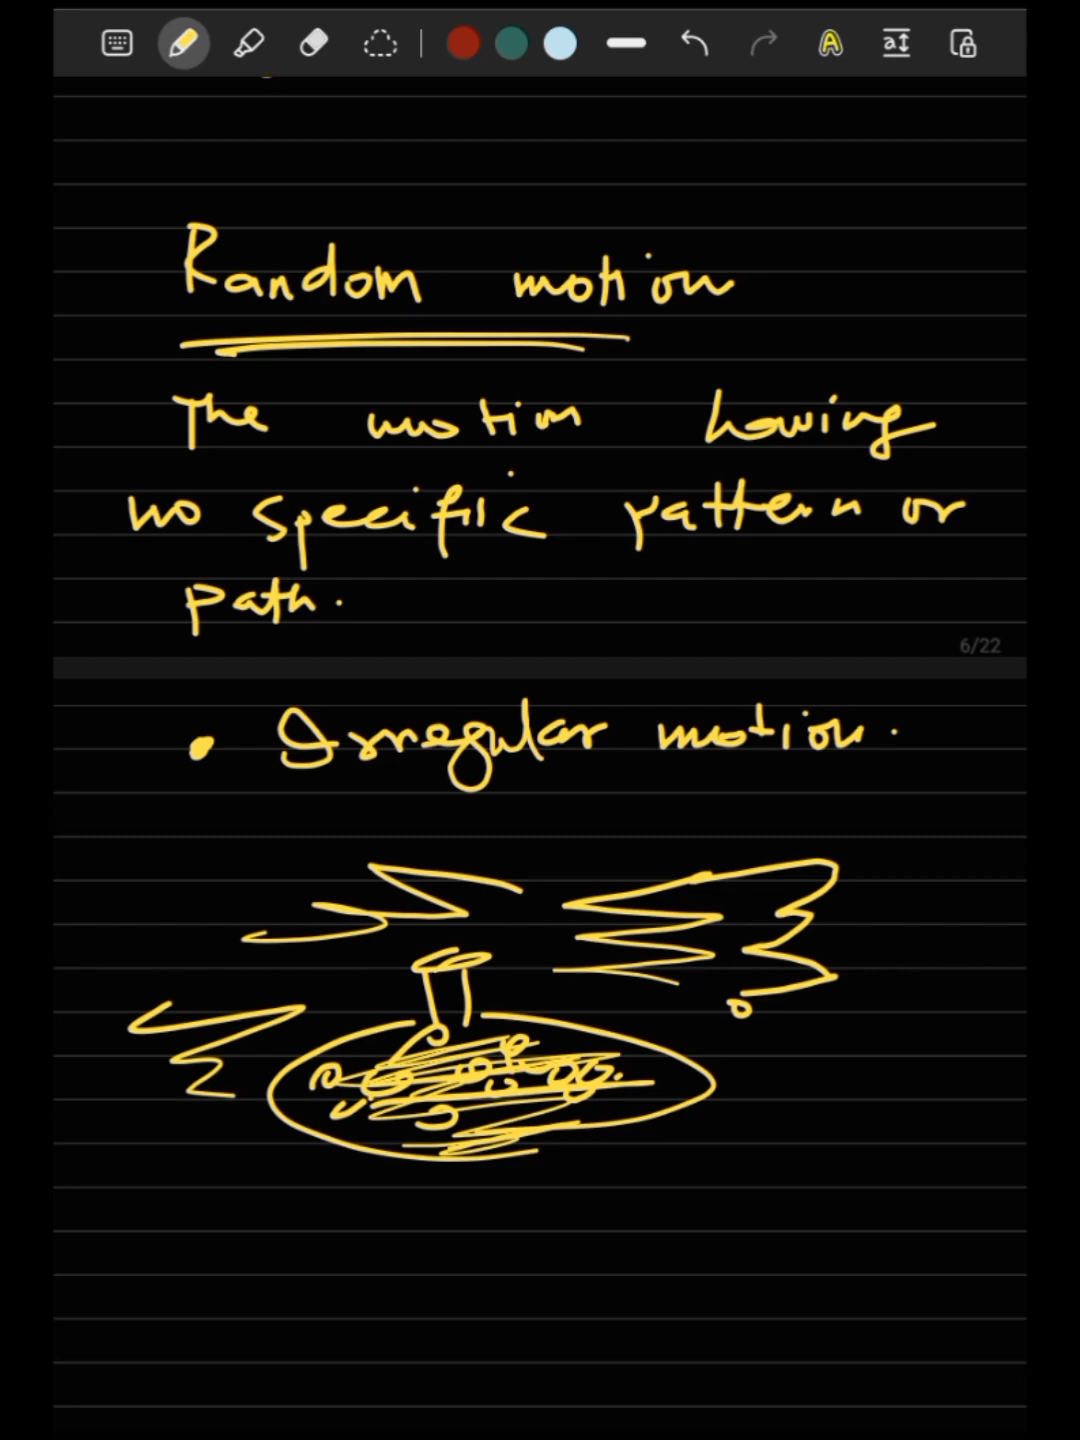 Random motion
The motion having
no specific pattern or
path.
6/22
• Irregular motion.